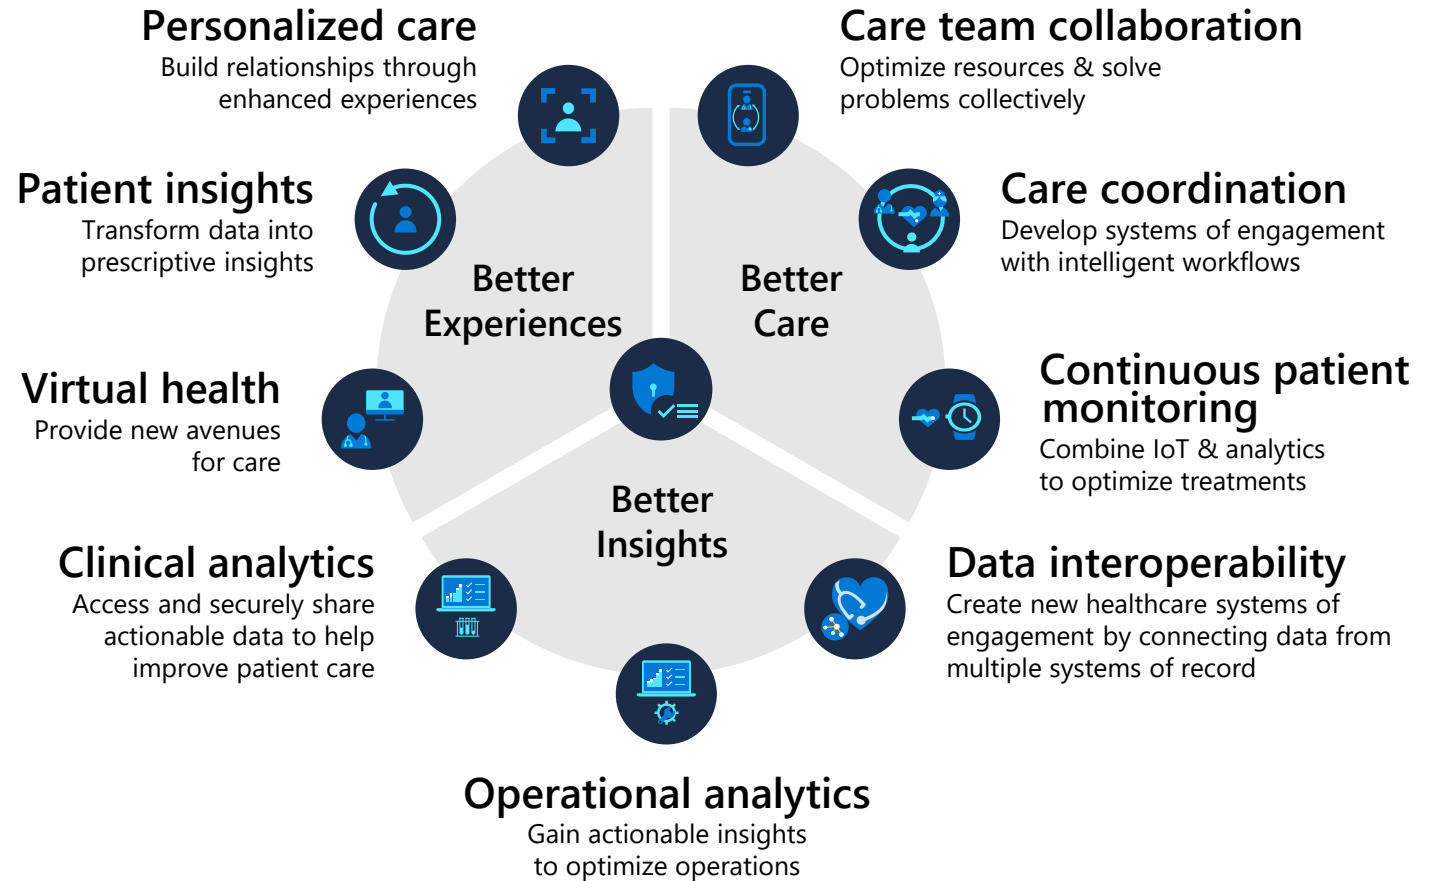 Personalized care
Build relationships through
enhanced experiences
Care team collaboration
Optimize resources & solve
problems collectively
Patient insights
Transform data into
prescriptive insights
Care coordination
Develop systems of engagement
with intelligent workflows
Better
Experiences
Better
Care
Virtual health
Provide new avenues
for care
Continuous patient
monitoring
Combine IoT & analytics
to optimize treatments
Better
Insights
Clinical analytics
Access and securely share
actionable data to help
improve patient care
Data interoperability
Create new healthcare systems of
engagement by connecting data from
multiple systems of record
Operational analytics
Gain actionable insights
to optimize operations